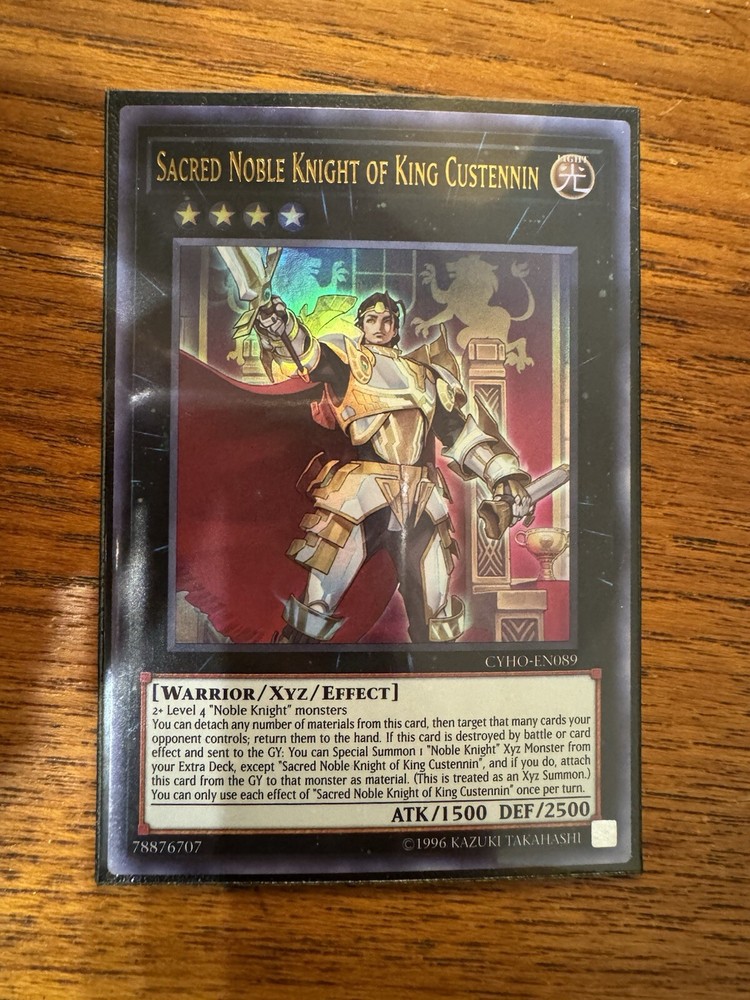 SACRED NOBLE KNIGHT OF KING CUSTENNIN
LIGHT
光
CYHO-EN089
[WARRIOR/XYZ/EFFECT]
2+ Level 4 "Noble Knight" monsters
You can detach any number of materials from this card, then target that many cards your
opponent controls; return them to the hand. If this card is destroyed by battle or card
effect and sent to the GY: You can Special Summon 1 "Noble Knight" Xyz Monster from
your Extra Deck, except "Sacred Noble Knight of King Custennin", and if you do, attach
this card from the GY to that monster as material. (This is treated as an Xyz Summon.)
You can only use each effect of "Sacred Noble Knight of King Custennin" once per turn.
ATK/1500 DEF/2500
78876707
©1996 KAZUKI TAKAHASHI